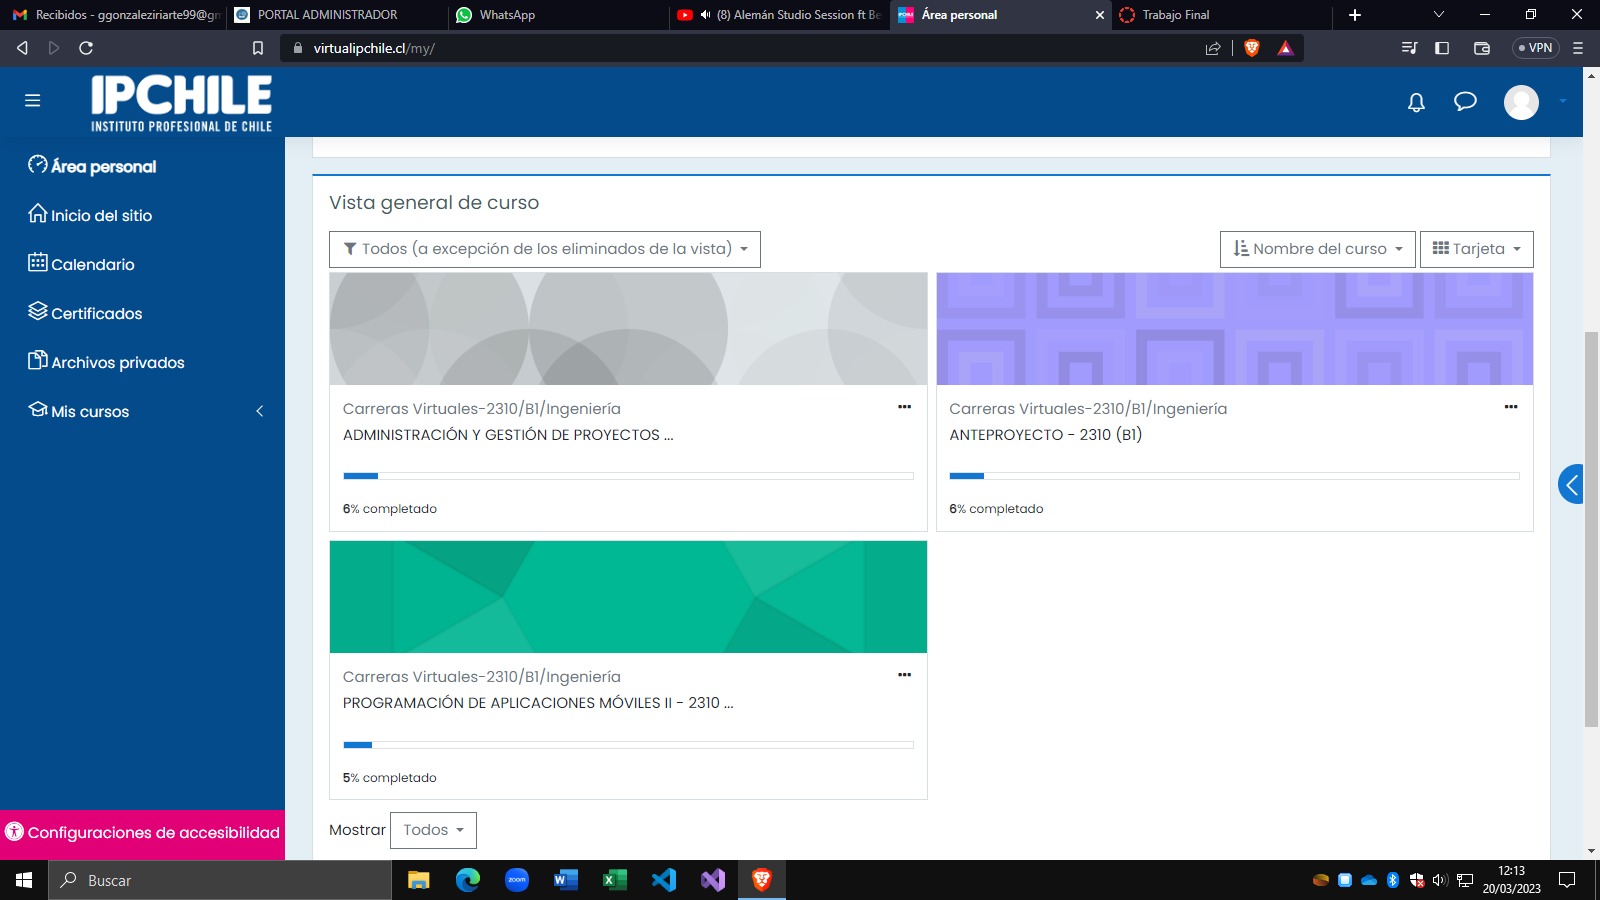 Recibidos - ggonzaleziriarte99@gm
PORTAL ADMINISTRADOR
WhatsApp
(8) Alemán Studio Session ft Be
Área personal
Trabajo Final
virtualipchile.cl/my/
VPN
IPCHILE
INSTITUTO PROFESIONAL DE CHILE
Área personal
Inicio del sitio
Calendario
Certificados
Archivos privados
Mis cursos
Configuraciones de accesibilidad
Vista general de curso
Todos (a excepción de los eliminados de la vista)
Nombre del curso
Tarjeta
Carreras Virtuales-2310/B1/Ingeniería
ADMINISTRACIÓN Y GESTIÓN DE PROYECTOS ...
6% completado
Carreras Virtuales-2310/B1/Ingeniería
ANTEPROYECTO - 2310 (B1)
6% completado
Carreras Virtuales-2310/B1/Ingeniería
PROGRAMACIÓN DE APLICACIONES MÓVILES II - 2310 ...
5% completado
Mostrar
Todos
Buscar
zoom
12:13
20/03/2023